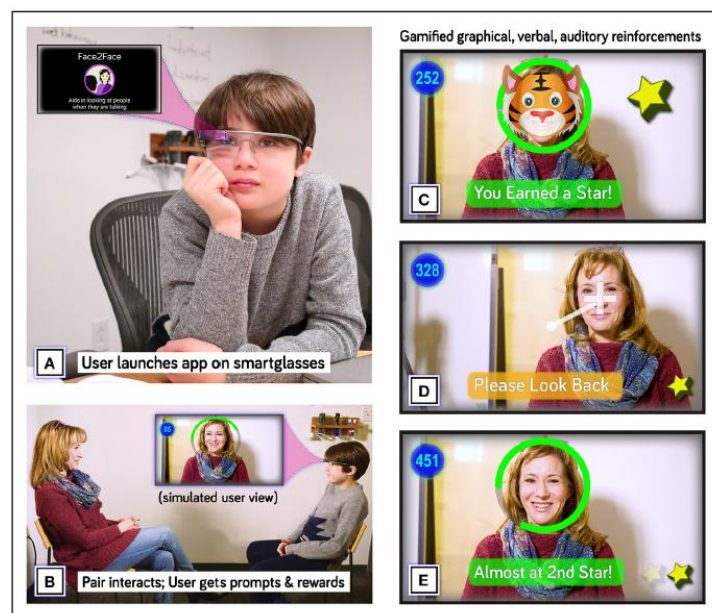 Face2Face
Aids in looking at people
when they are talking
A
User launches app on smartglasses
85
(simulated user view)
B
Pair interacts; User gets prompts & rewards
Gamified graphical, verbal, auditory reinforcements
252
You Earned a Star!
C
328
Please Look Back
D
451
Almost at 2nd Star!
E